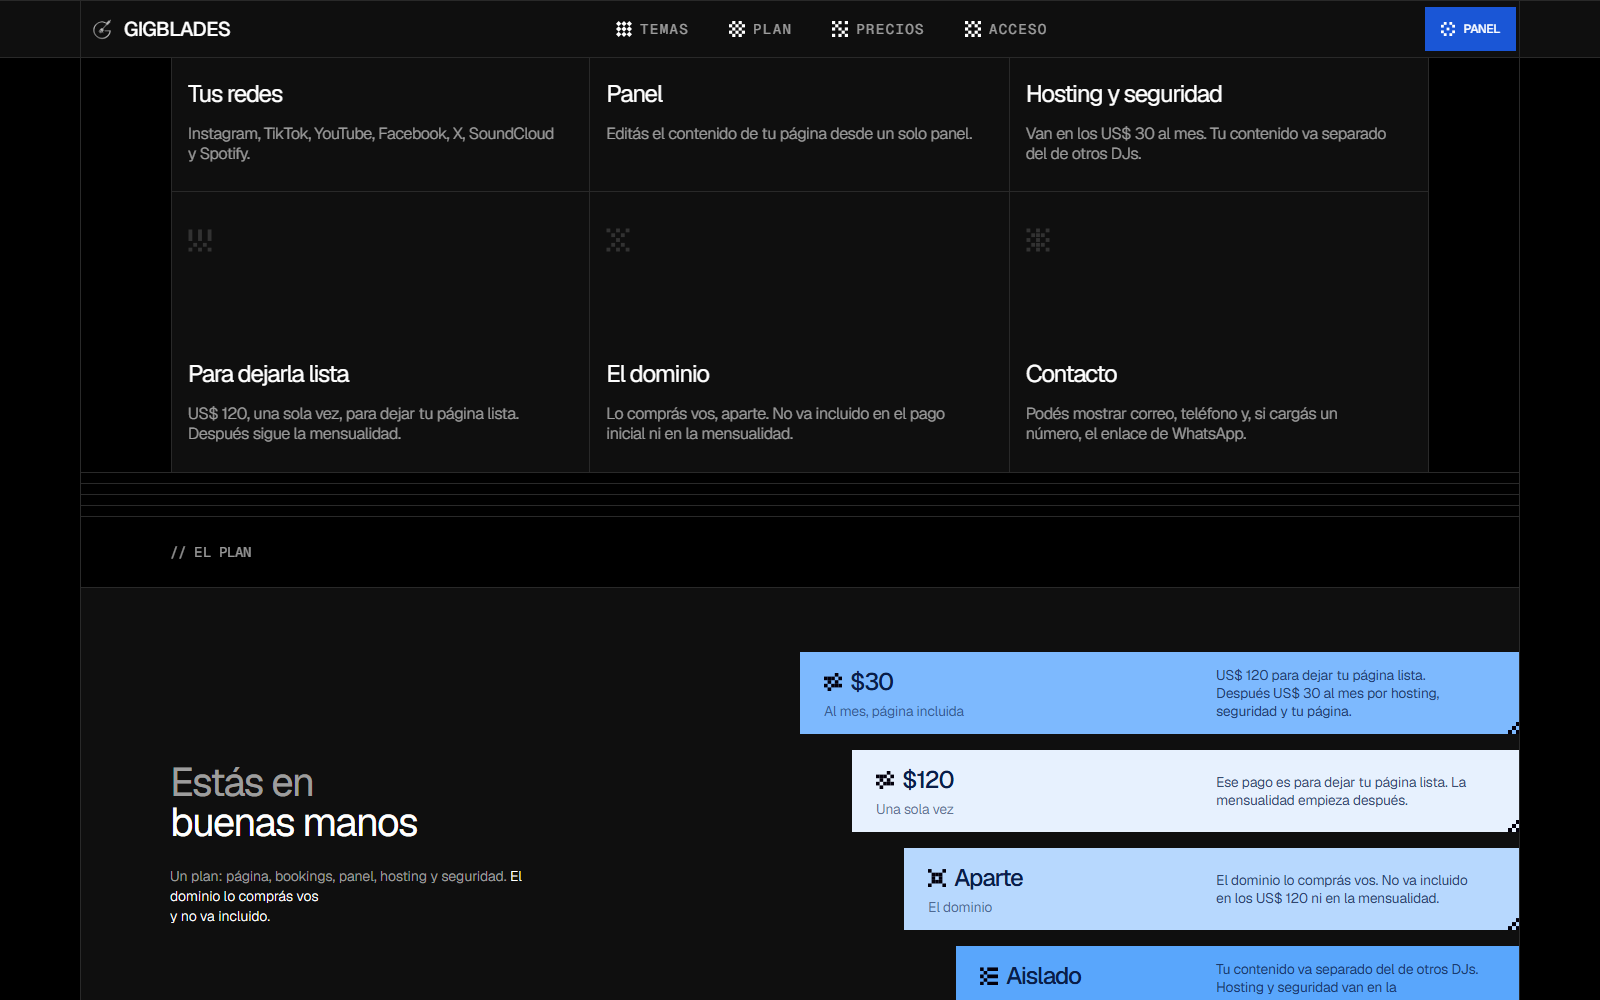 GIGBLADES
TEMAS
PLAN
PRECIOS
ACCESO
PANEL
Tus redes
Instagram, TikTok, YouTube, Facebook, X, SoundCloud
y Spotify.
Panel
Editás el contenido de tu página desde un solo panel.
Hosting y seguridad
Van en los US$ 30 al mes. Tu contenido va separado
del de otros DJs.
Para dejarla lista
US$ 120, una sola vez, para dejar tu página lista.
Después sigue la mensualidad.
El dominio
Lo comprás vos, aparte. No va incluido en el pago
inicial ni en la mensualidad.
Contacto
Podés mostrar correo, teléfono y, si cargás un
número, el enlace de WhatsApp.
// EL PLAN
Estás en
buenas manos
Un plan: página, bookings, panel, hosting y seguridad. El
dominio lo comprás vos
y no va incluido.
$30
Al mes, página incluida
US$ 120 para dejar tu página lista.
Después US$ 30 al mes por hosting,
seguridad y tu página.
$120
Una sola vez
Ese pago es para dejar tu página lista. La
mensualidad empieza después.
Aparte
El dominio
El dominio lo comprás vos. No va incluido
en los US$ 120 ni en la mensualidad.
Aislado
Tu contenido va separado del de otros DJs.
Hosting y seguridad van en la